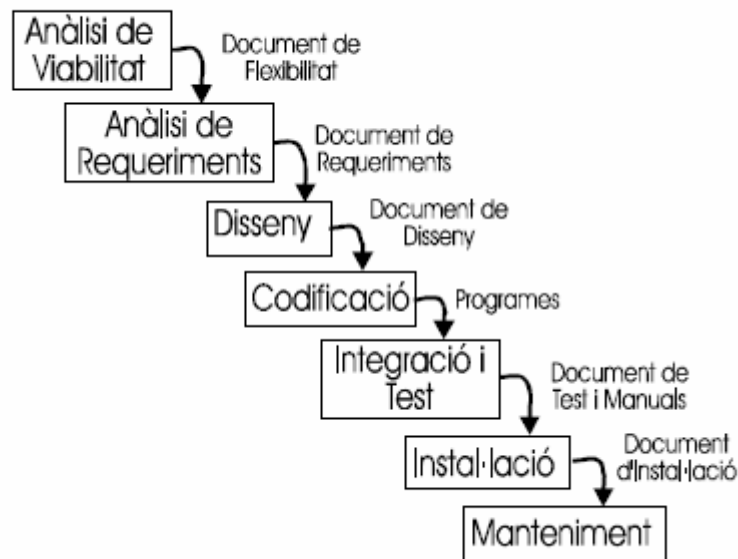 Anàlisi de
Viabilitat
Document de
Flexibilitat
Anàlisi de
Requeriments
Document de
Requeriments
Disseny
Document de
Disseny
Codificació
Programes
Integració i
Test
Document de
Test i Manuals
Instal·lació
Document
d'Instal·lació
Manteniment